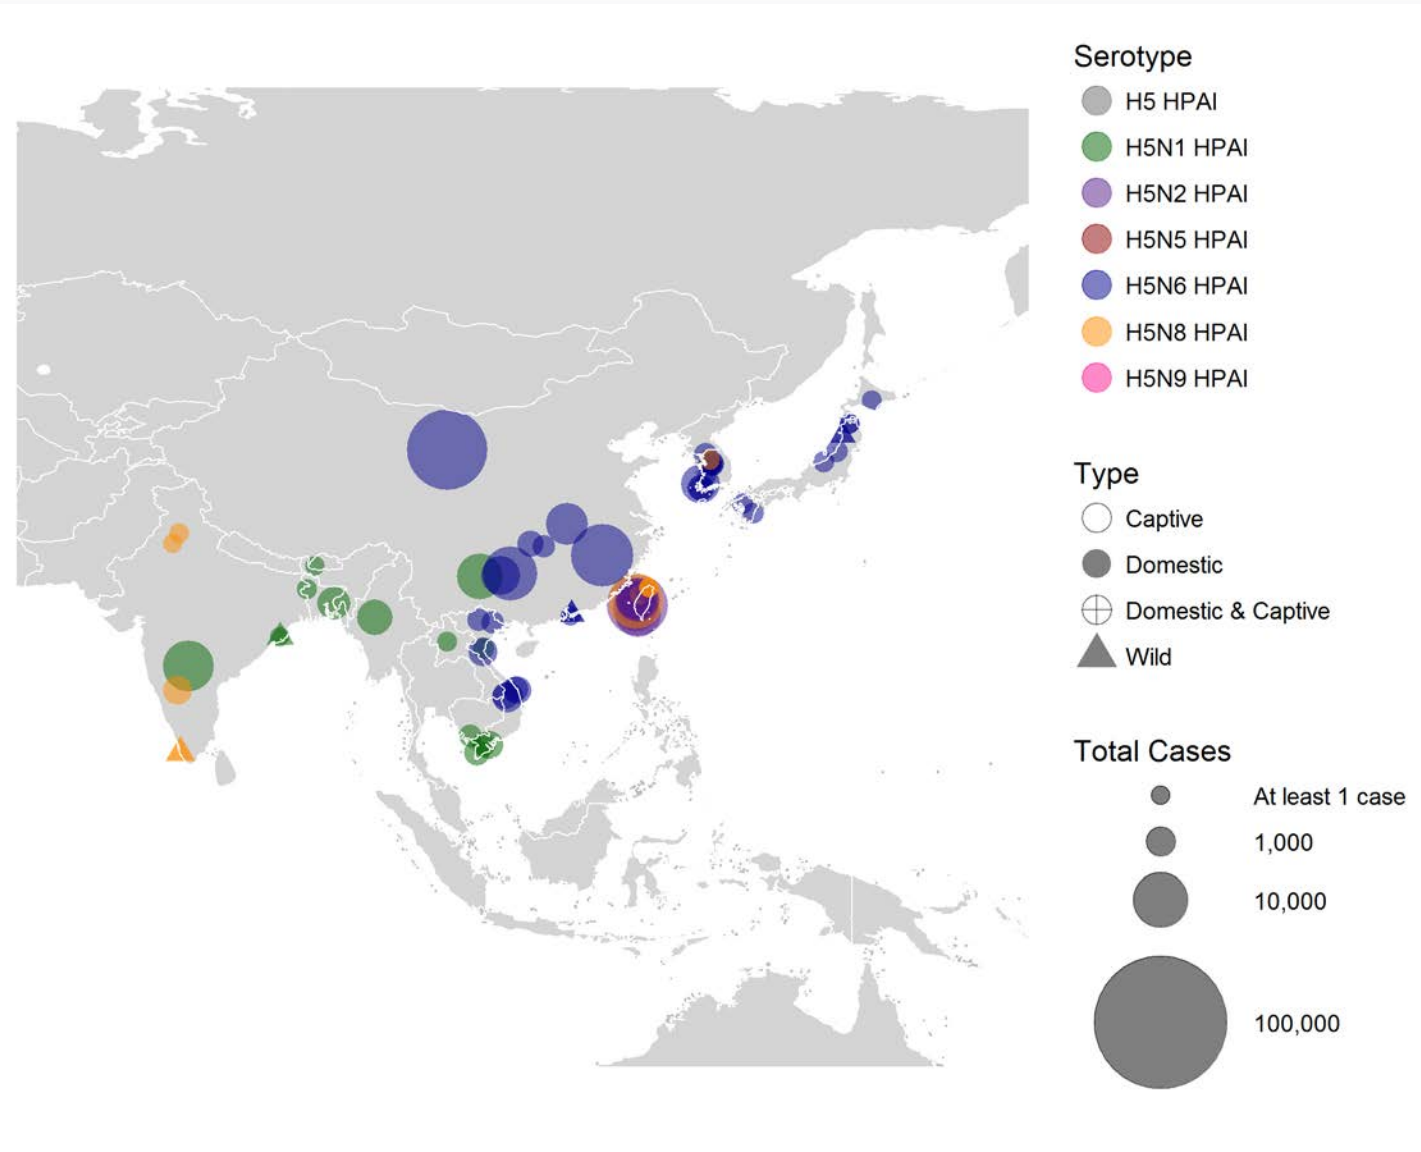 Serotype
H5 HPAI
H5N1 HPAI
H5N2 HPAI
H5N5 HPAI
H5N6 HPAI
H5N8 HPAI
H5N9 HPAI
Type
Captive
Domestic
Domestic & Captive
Wild
Total Cases
At least 1 case
1,000
10,000
100,000